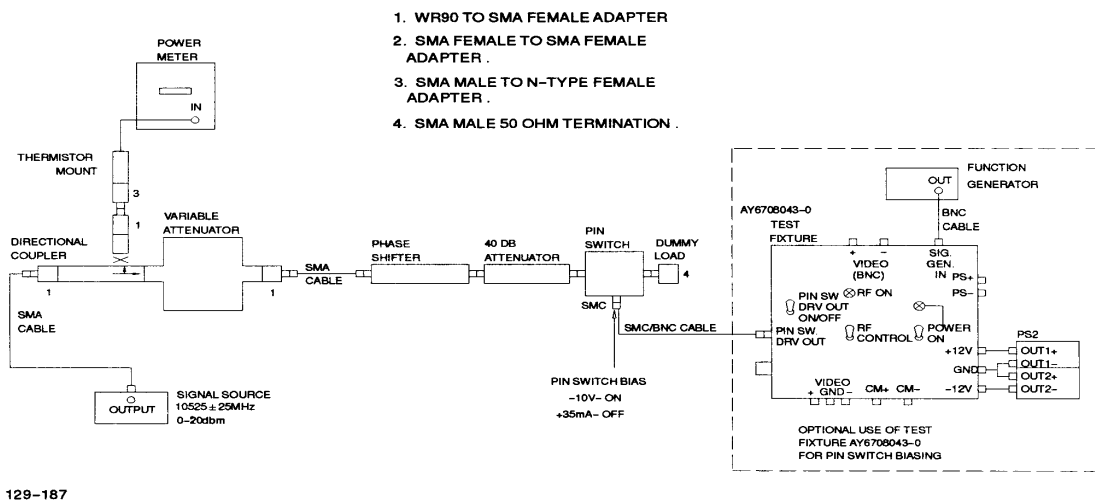 1. WR90 TO SMA FEMALE ADAPTER
2. SMA FEMALE TO SMA FEMALE
ADAPTER .
3. SMA MALE TO N-TYPE FEMALE
ADAPTER .
4. SMA MALE 50 OHM TERMINATION .
POWER
METER
IN
THERMISTOR
MOUNT
3
1
DIRECTIONAL
COUPLER
VARIABLE
ATTENUATOR
1
1
SMA
CABLE
SMA
CABLE
OUTPUT
SIGNAL SOURCE
10525 ± 25MHz
0-20dbm
PHASE
SHIFTER
40 DB
ATTENUATOR
PIN
SWITCH
DUMMY
LOAD
4
SMC
SMC/BNC CABLE
PIN SWITCH BIAS
-10V- ON
+35mA- OFF
FUNCTION
GENERATOR
OUT
BNC
CABLE
AY6708043-0
TEST
FIXTURE
+ -
VIDEO
(BNC)
SIG.
GEN.
IN
PS+
PS-
RF ON
PIN SW
DRV OUT
ON/OFF
PIN SW.
DRV OUT
RF
CONTROL
POWER
ON
+12V
GND
-12V
PS2
OUT1+
OUT1-
OUT2+
OUT2-
VIDEO
+ GND -
CM+ CM-
OPTIONAL USE OF TEST
FIXTURE AY6708043-0
FOR PIN SWITCH BIASING
129-187